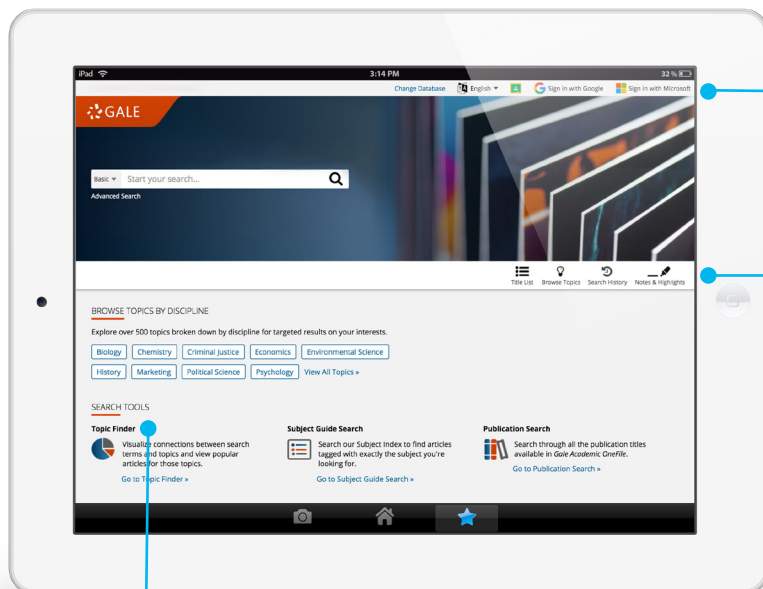 iPad
3:14 PM
32 %
Change Database
English
Sign in with Google
Sign in with Microsoft
GALE
Basic
Start your search...
Advanced Search
Title List
Browse Topics
Search History
Notes & Highlights
BROWSE TOPICS BY DISCIPLINE
Explore over 500 topics broken down by discipline for targeted results on your interests.
Biology
Chemistry
Criminal Justice
Economics
Environmental Science
History
Marketing
Political Science
Psychology
View All Topics »
SEARCH TOOLS
Topic Finder
Visualize connections between search
terms and topics and view popular
articles for those topics.
Go to Topic Finder »
Subject Guide Search
Search our Subject Index to find articles
tagged with exactly the subject you're
looking for.
Go to Subject Guide Search »
Publication Search
Search through all the publication titles
available in Gale Academic OneFile.
Go to Publication Search »